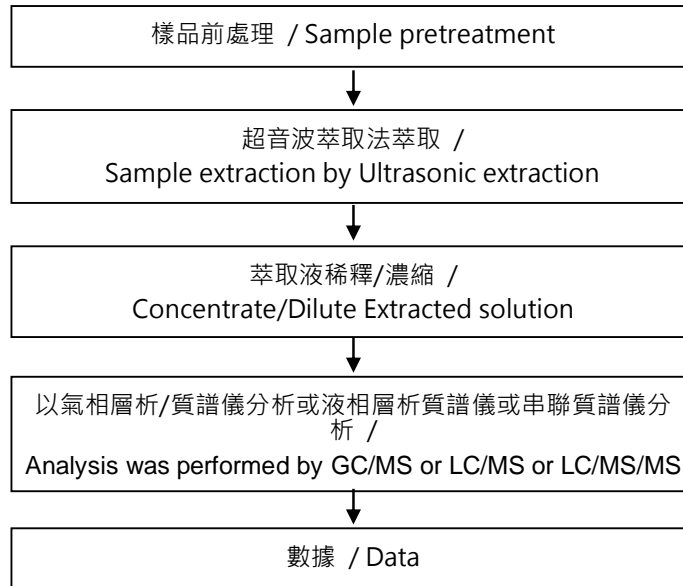 樣品前處理 / Sample pretreatment
超音波萃取法萃取 /
Sample extraction by Ultrasonic extraction
萃取液稀釋/濃縮 /
Concentrate/Dilute Extracted solution
以氣相層析/質譜儀分析或液相層析質譜儀或串聯質譜儀分
析 /
Analysis was performed by GC/MS or LC/MS or LC/MS/MS
數據 / Data